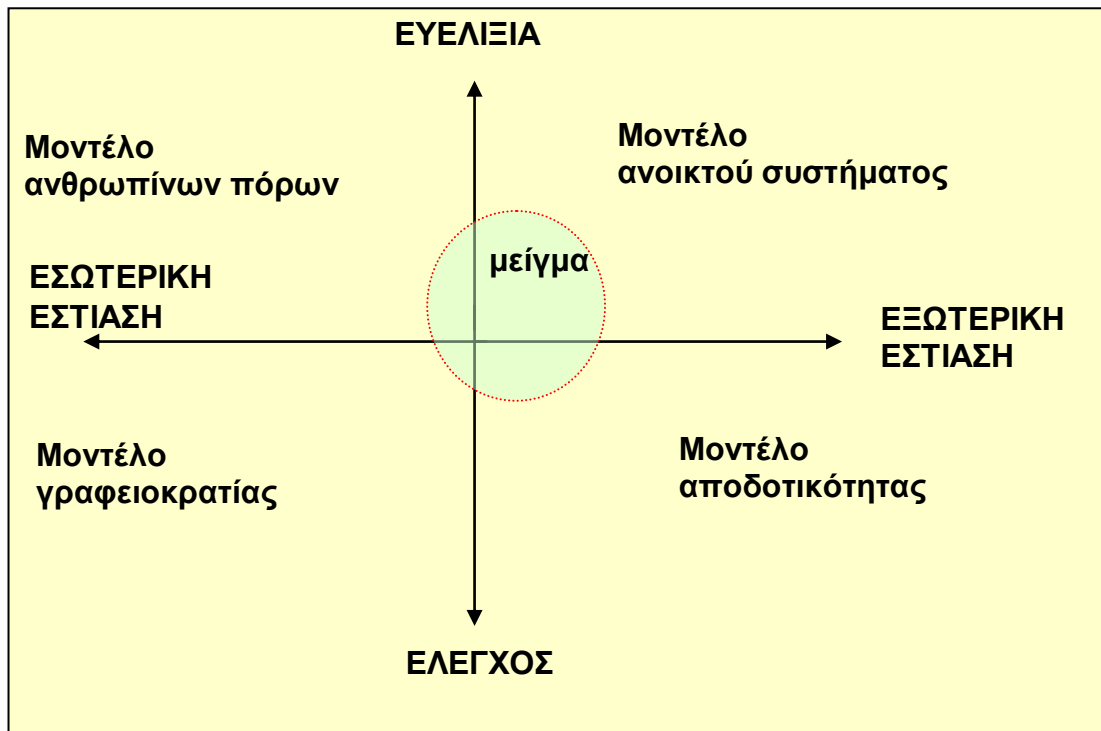 ΕΥΕΛΙΞΙΑ
Μοντέλο
ανθρωπίνων πόρων
Μοντέλο
ανοικτού συστήματος
μείγμα
ΕΣΩΤΕΡΙΚΗ
ΕΣΤΙΑΣΗ
ΕΞΩΤΕΡΙΚΗ
ΕΣΤΙΑΣΗ
Μοντέλο
γραφειοκρατίας
Μοντέλο
αποδοτικότητας
ΕΛΕΓΧΟΣ